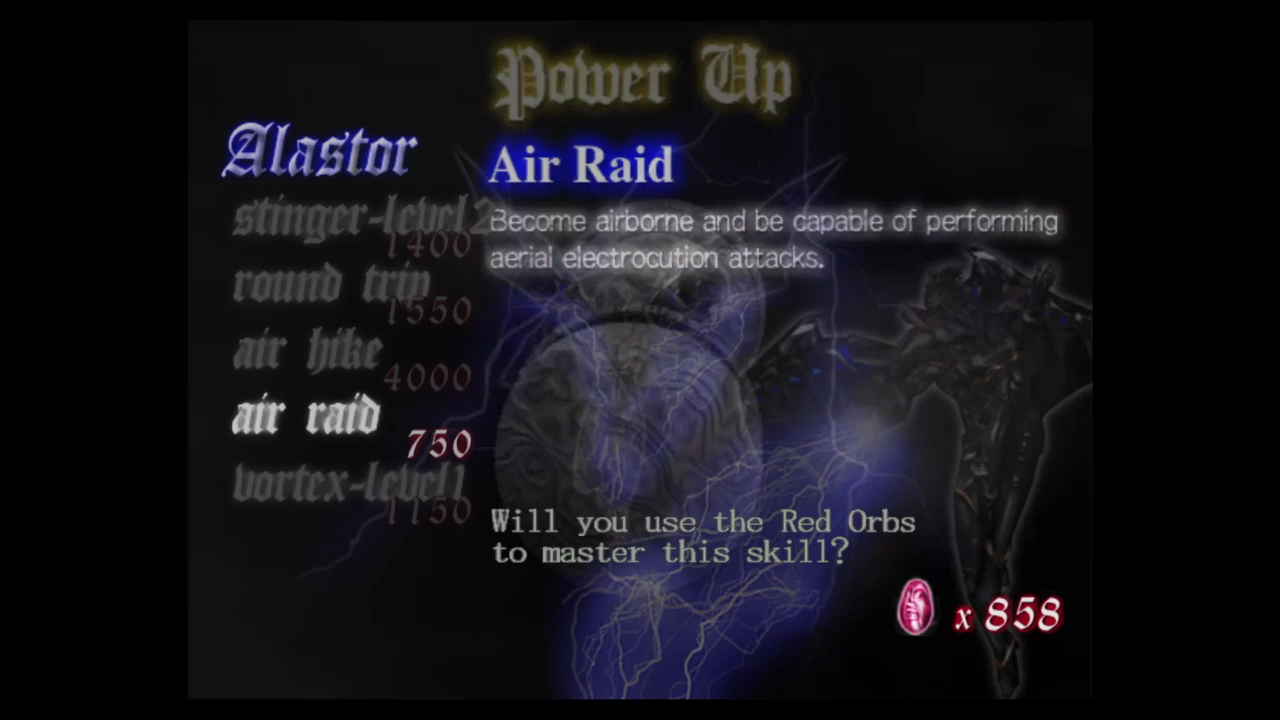 Power Up
Alastor
stinger-level2
1400
round trip
1550
air hike
4000
air raid
750
vortex-level1
1150
Air Raid
Become airborne and be capable of performing
aerial electrocution attacks.
Will you use the Red Orbs
to master this skill?
x 858